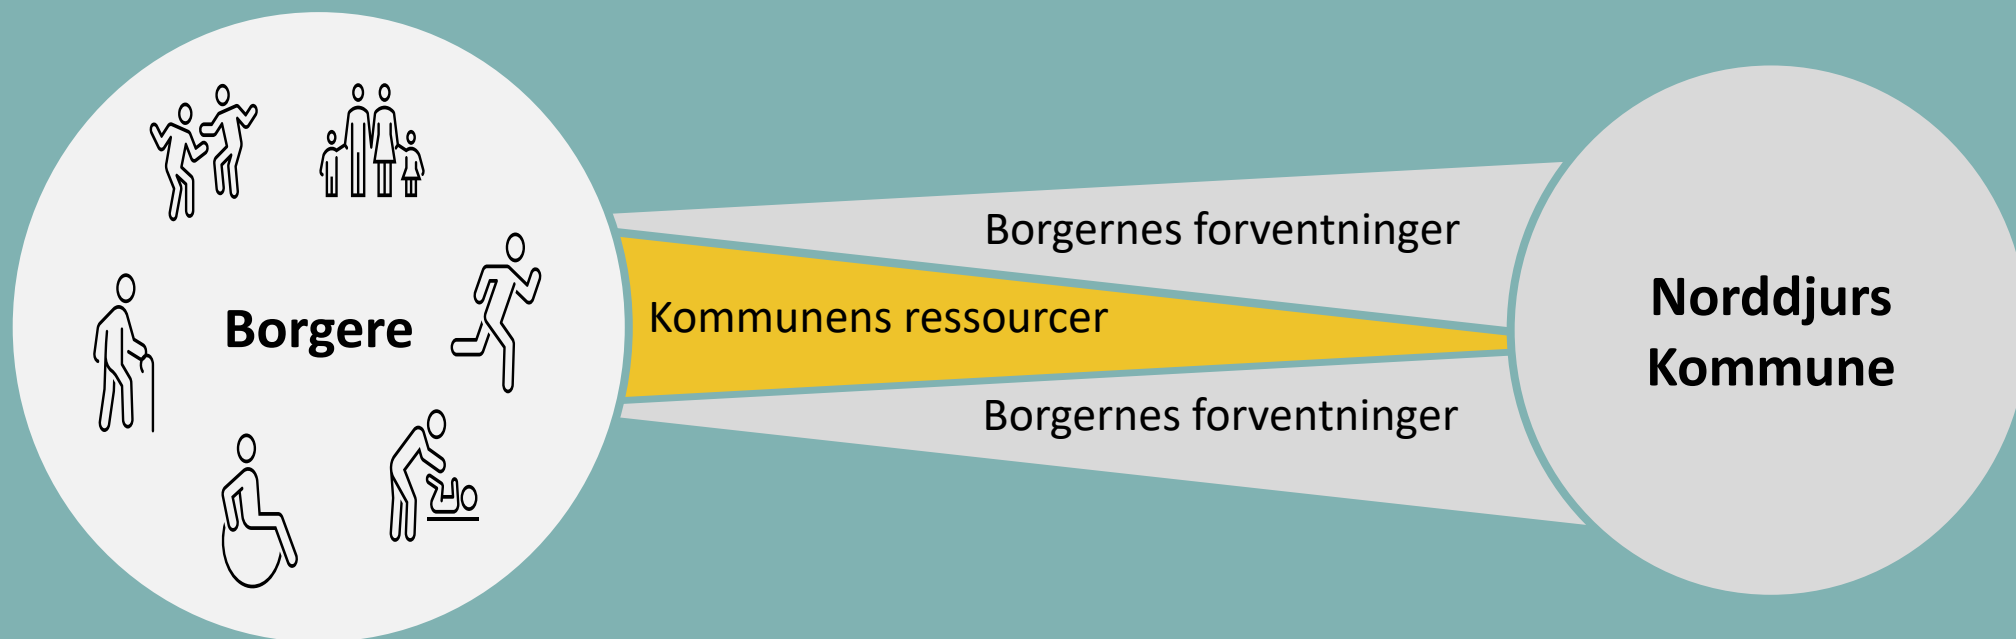 Borgere
Borgernes forventninger
Kommunens ressourcer
Borgernes forventninger
Norddjurs
Kommune